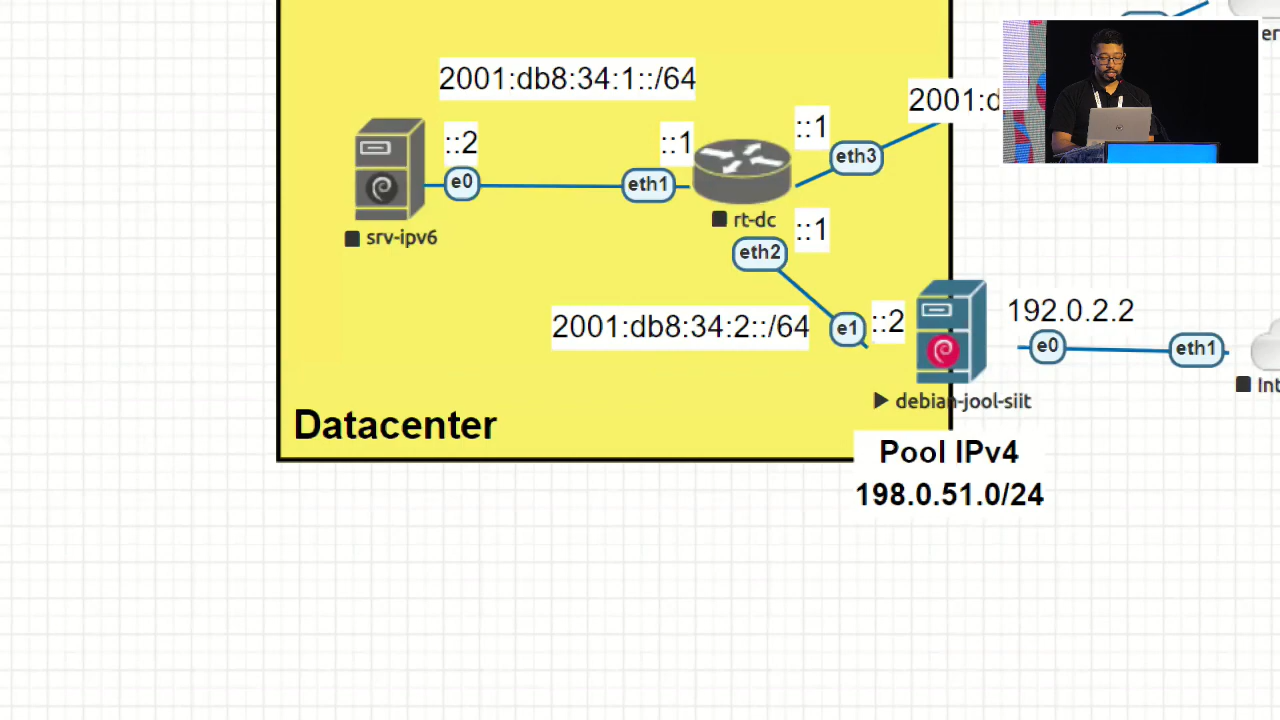 er
2001:db8:34:1::/64
2001:d
::1
::2
::1
eth3
e0
eth1
rt-dc
srv-ipv6
::1
eth2
2001:db8:34:2::/64
e1
::2
192.0.2.2
e0
eth1
Int
debian-jool-siit
Datacenter
Pool IPv4
198.0.51.0/24